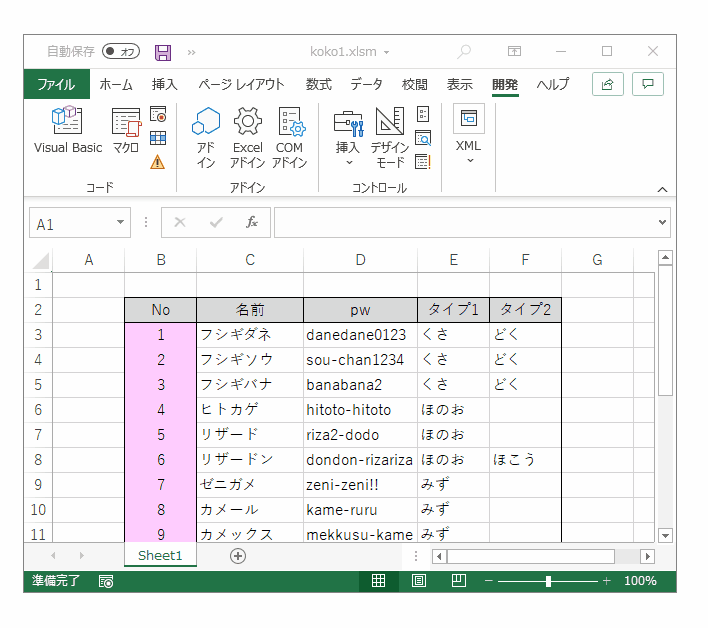 自動保存 オフ koko1.xlsm
ファイル ホーム 挿入 ページ レイアウト 数式 データ 校閲 表示 開発 ヘルプ
Visual Basic マクロ アドイン Excel アドイン COM アドイン 挿入 デザイン モード XML
コード アドイン コントロール
A1 fx
A B C D E F G
1
2 No 名前 pw タイプ1 タイプ2
3 1 フシギダネ danedane0123 くさ どく
4 2 フシギソウ sou-chan1234 くさ どく
5 3 フシギバナ banabana2 くさ どく
6 4 ヒトカゲ hitoto-hitoto ほのお
7 5 リザード riza2-dodo
8 6 リザードン dondon-rizariza ほのお ほこう
9 7 ゼニガメ zeni-zeni!! みず
10 8 カメール kame-ruru みず
11 9 カメックス mekkusu-kame みず
Sheet1
準備完了 100%